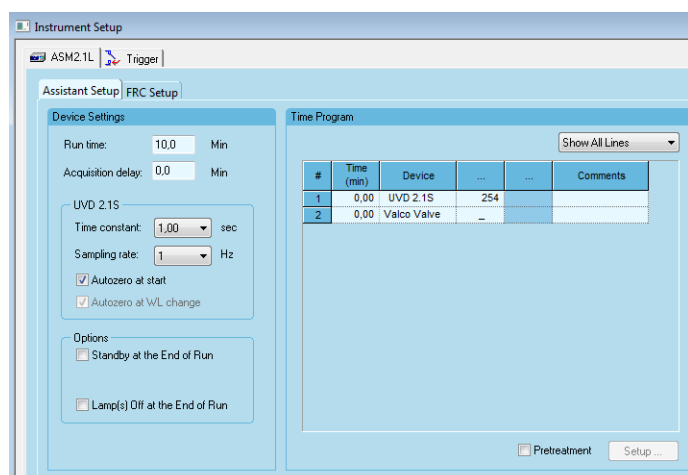 Instrument Setup
ASM2.1L Trigger
Assistant Setup FRC Setup
Device Settings
Run time: 10,0 Min
Acquisition delay: 0,0 Min
UVD 2.1S
Time constant: 1,00 sec
Sampling rate: 1 Hz
Autozero at start
Autozero at WL change
Options
Standby at the End of Run
Lamp(s) Off at the End of Run
Time Program
Show All Lines
# Time (min) Device ... ... Comments
1 0,00 UVD 2.1S 254
2 0,00 Valco Valve _
Pretreatment Setup ...